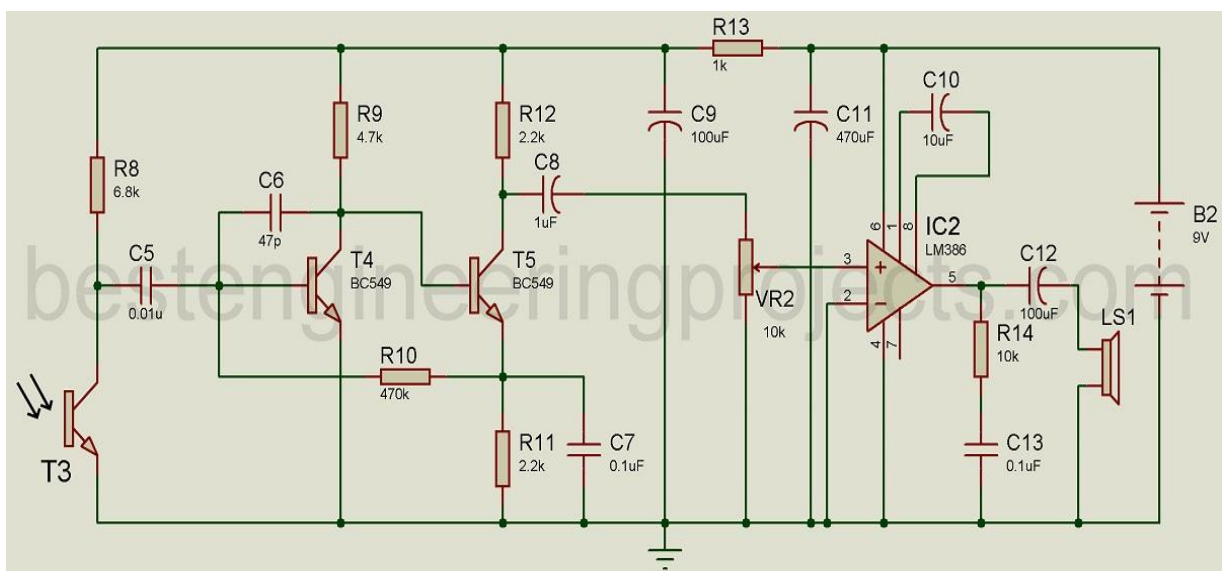 R13
1k
R9
4.7k
R12
2.2k
C9
100uF
C11
470uF
C10
10uF
R8
6.8k
C6
47p
C8
1uF
B2
9V
6
1
8
IC2
LM386
C5
0.01u
T4
BC549
T5
BC549
VR2
10k
3
2
5
4
7
C12
100uF
LS1
R14
10k
R10
470k
R11
2.2k
C7
0.1uF
C13
0.1uF
T3
bestengineeringprojects.com